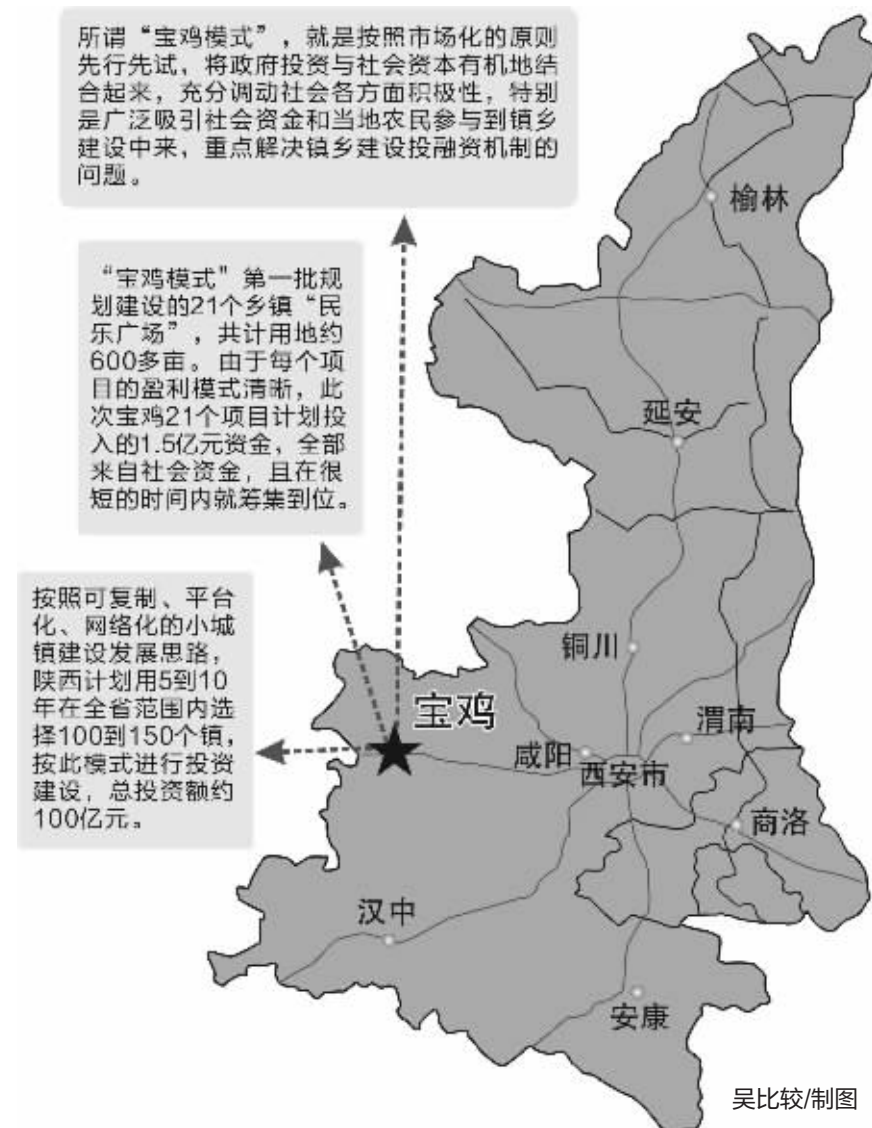 所谓“宝鸡模式”，就是按照市场化的原则
先行先试，将政府投资与社会资本有机地结
合起来，充分调动社会各方面积极性，特别
是广泛吸引社会资金和当地农民参与到镇乡
建设中来，重点解决镇乡建设投融资机制的
问题。
“宝鸡模式”第一批规
划建设的21个乡镇“民
乐广场”，共计用地约
600多亩。由于每个项
目的盈利模式清晰，此
次宝鸡21个项目计划投
入的1.5亿元资金，全部
来自社会资金，且在很
短的时间内就筹集到位。
按照可复制、平台
化、网络化的小城
镇建设发展思路，
陕西计划用5到10
年在全省范围内选
择100到150个镇，
按此模式进行投资
建设，总投资额约
100亿元。
榆林
延安
铜川
宝鸡
渭南
咸阳
西安市
商洛
汉中
安康
吴比较/制图